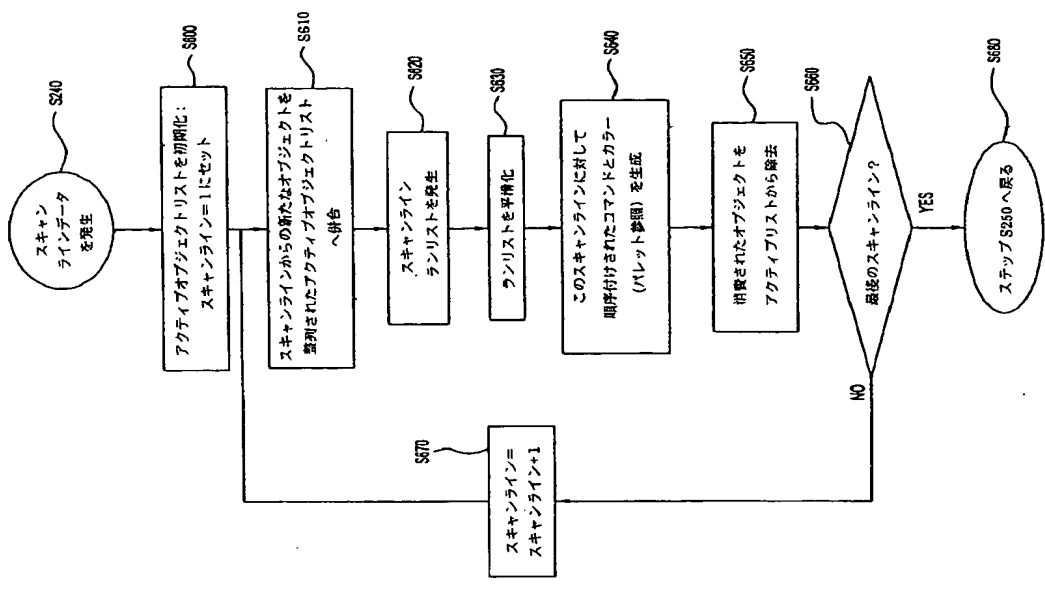 スキャン
ラインデータ
を発生
S240
アクティブオブジェクトリストを初期化:
スキャンライン=1にセット
S600
スキャンラインからの新たなオブジェクトを
整列されたアクティブオブジェクトリスト
へ併合
S610
スキャンライン
ランリストを発生
S620
ランリストを平滑化
S630
このスキャンラインに対して
順序付けされたコマンドとカラー
(パレット参照)を生成
S640
消費されたオブジェクトを
アクティブリストから除去
S650
最後のスキャンライン?
S660
NO
YES
スキャンライン=
スキャンライン+1
S670
ステップS250へ戻る
S680